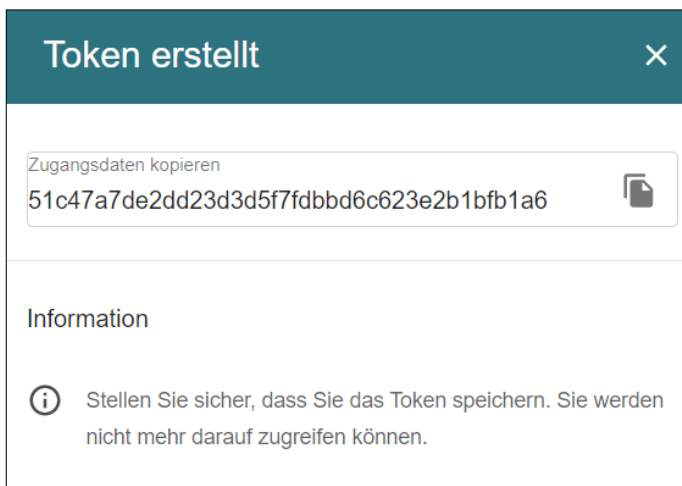 Token erstellt
Zugangsdaten kopieren
51c47a7de2dd23d3d5f7fdbbd6c623e2b1bfb1a6
Information
Stellen Sie sicher, dass Sie das Token speichern. Sie werden
nicht mehr darauf zugreifen können.